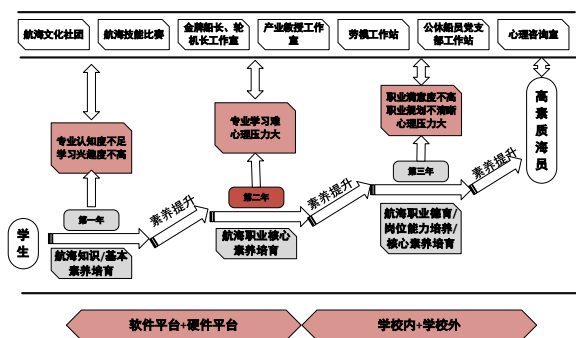 航海文化社团
航海技能比赛
金牌船长、轮
机长工作室
产业教授工作
室
劳模工作站
公休船员党支
部工作站
心理咨询室
专业认知度不足
学习兴趣度不高
专业学习难
心理压力大
职业满意度不高
职业规划不清晰
心理压力大
高素质海员
第一年
素养提升
第二年
素养提升
第三年
素养提升
学生
航海知识/基本
素养培育
航海职业核心
素养培育
航海职业德育/
岗位能力培养/
核心素养培育
软件平台+硬件平台
学校内+学校外